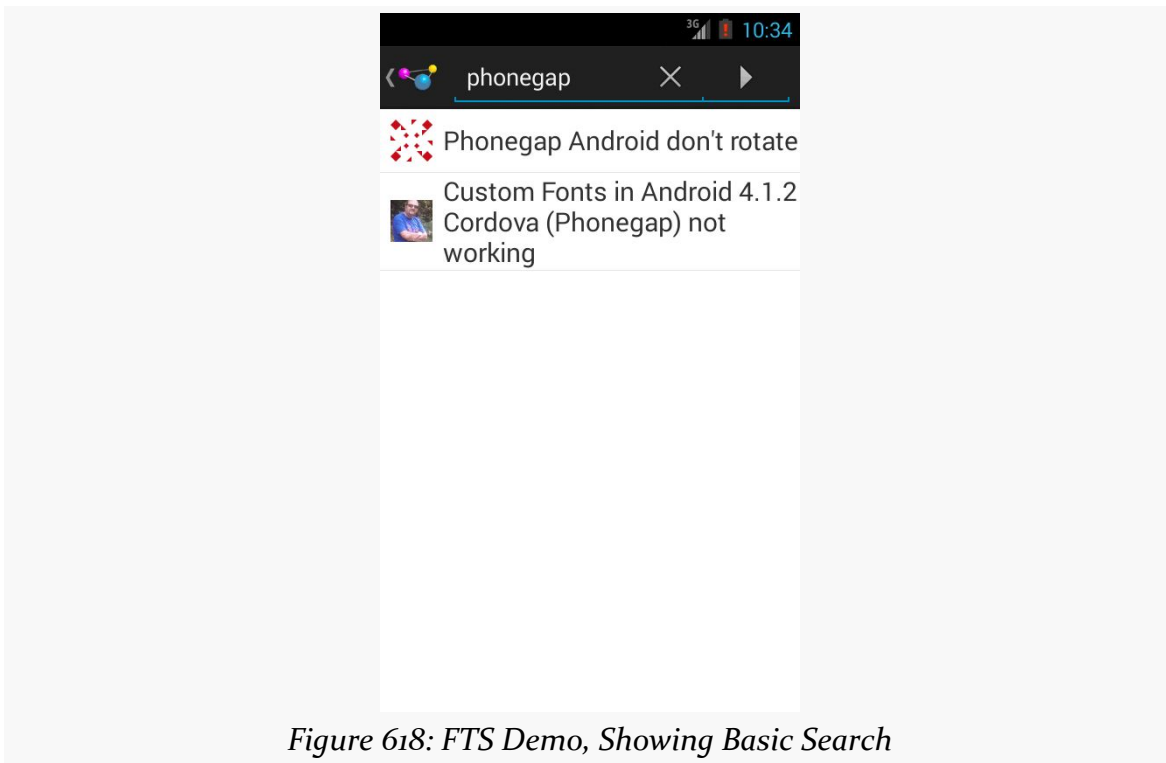 3G 10:34
phonegap
Phonegap Android don't rotate
Custom Fonts in Android 4.1.2
Cordova (Phonegap) not
working
Figure 618: FTS Demo, Showing Basic Search